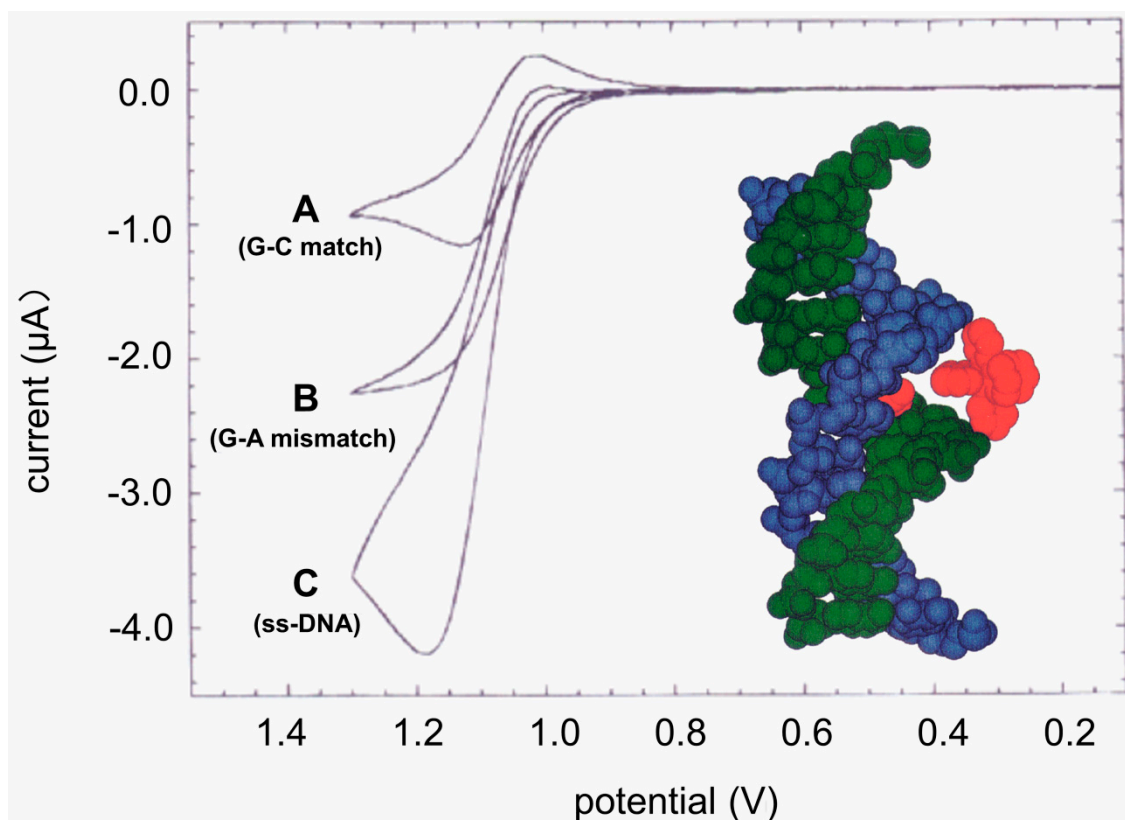 0.0
-1.0
-2.0
-3.0
-4.0
current (µA)
A
(G-C match)
B
(G-A mismatch)
C
(ss-DNA)
1.4 1.2 1.0 0.8 0.6 0.4 0.2
potential (V)